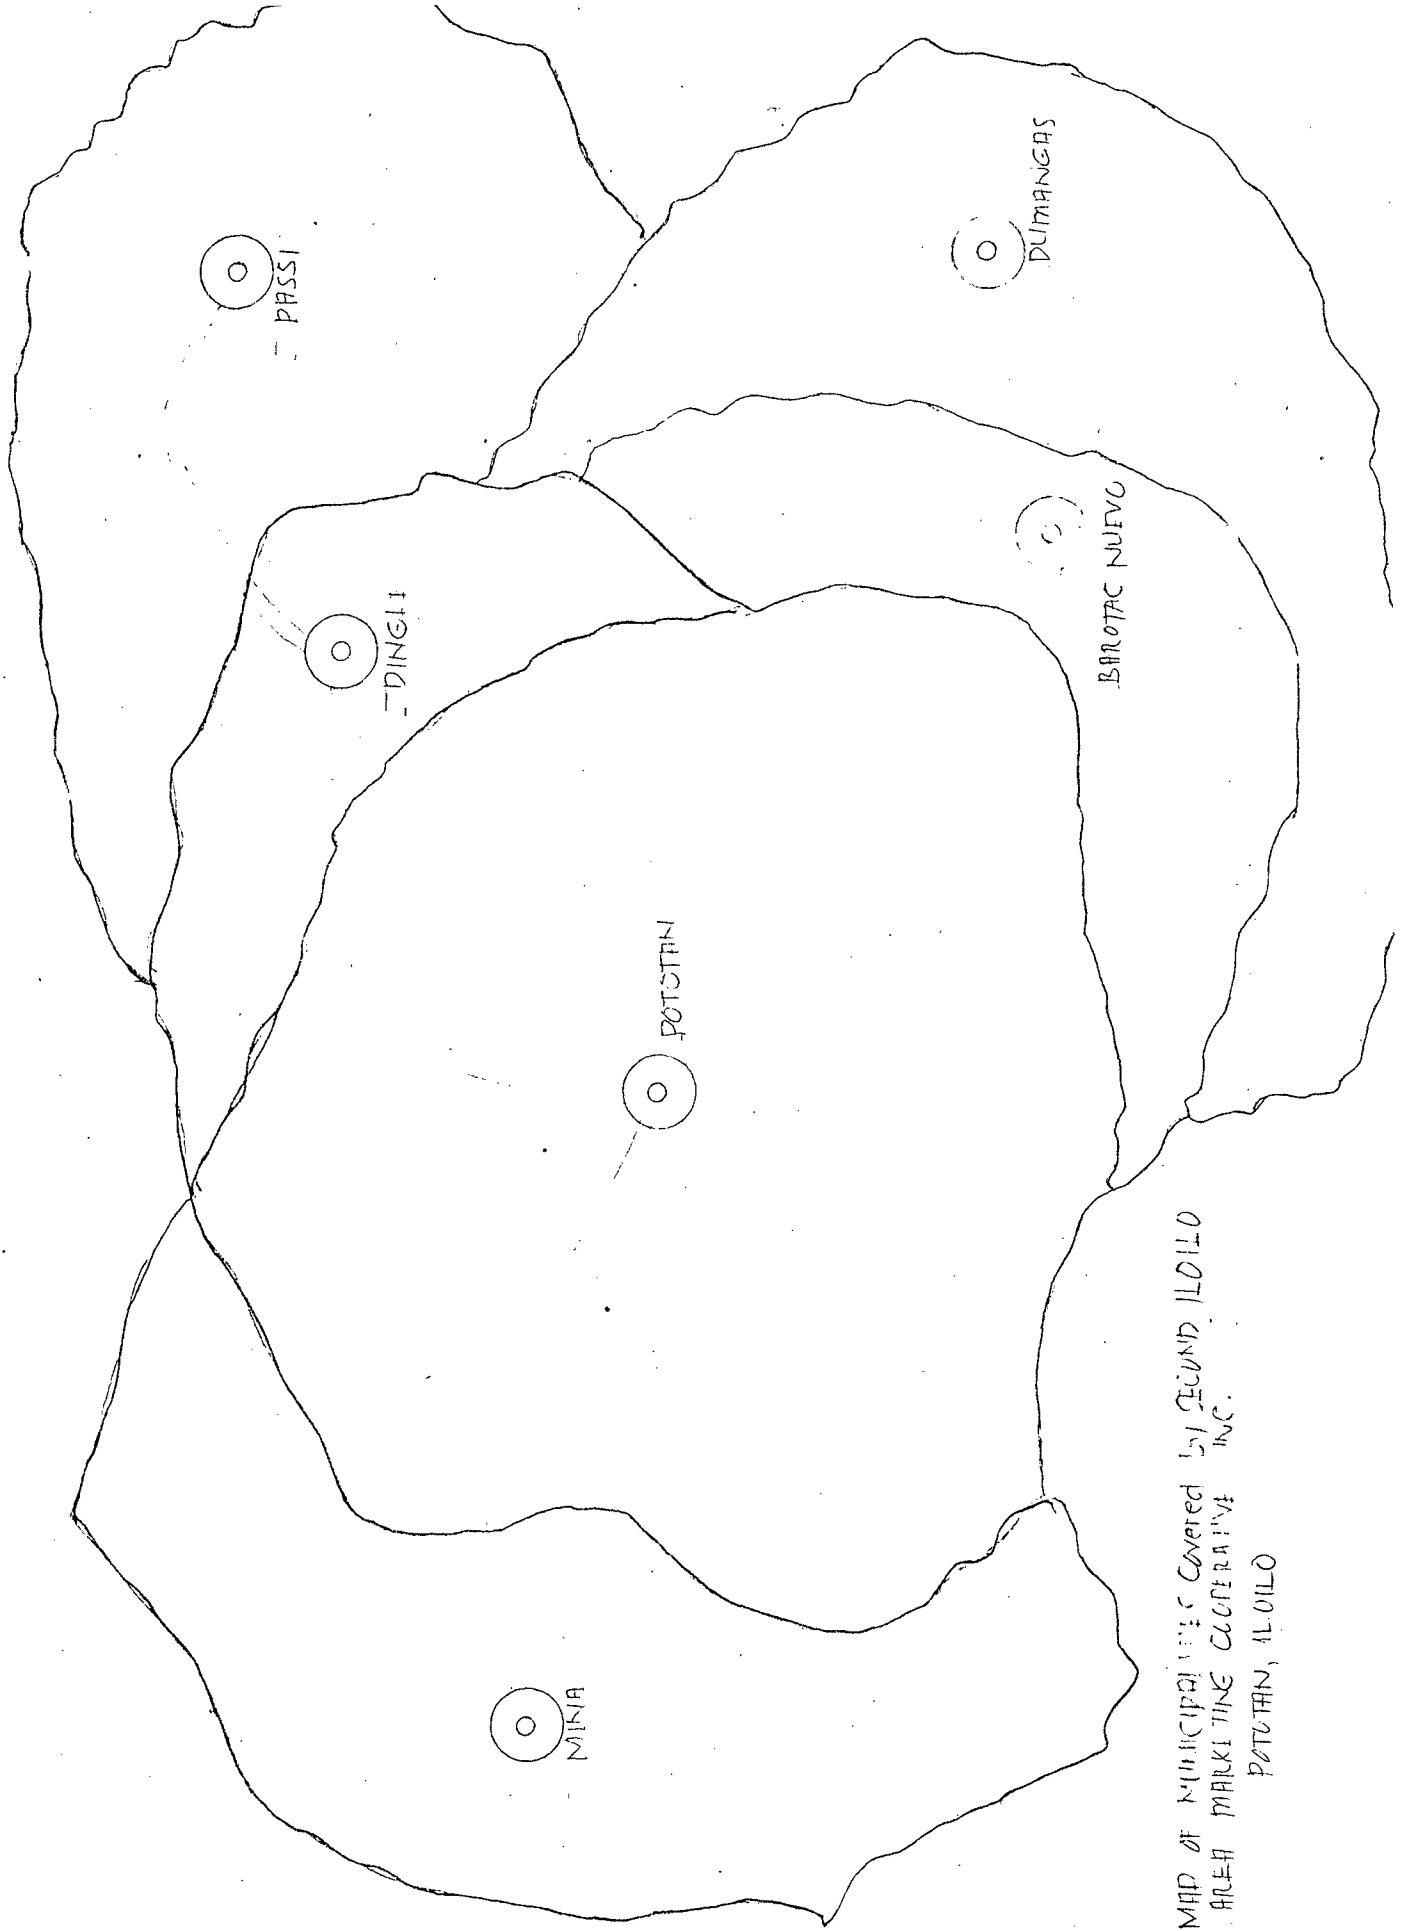 PASSI
DINGLE
DUMANGAS
BAROTAC NUEVO
POTOTAN
MINA
MAP OF MUNICIPALITIES Covered by SECOND ILOILO
AREA MARKETING COOPERATIVE INC.
POTOTAN, ILOILO